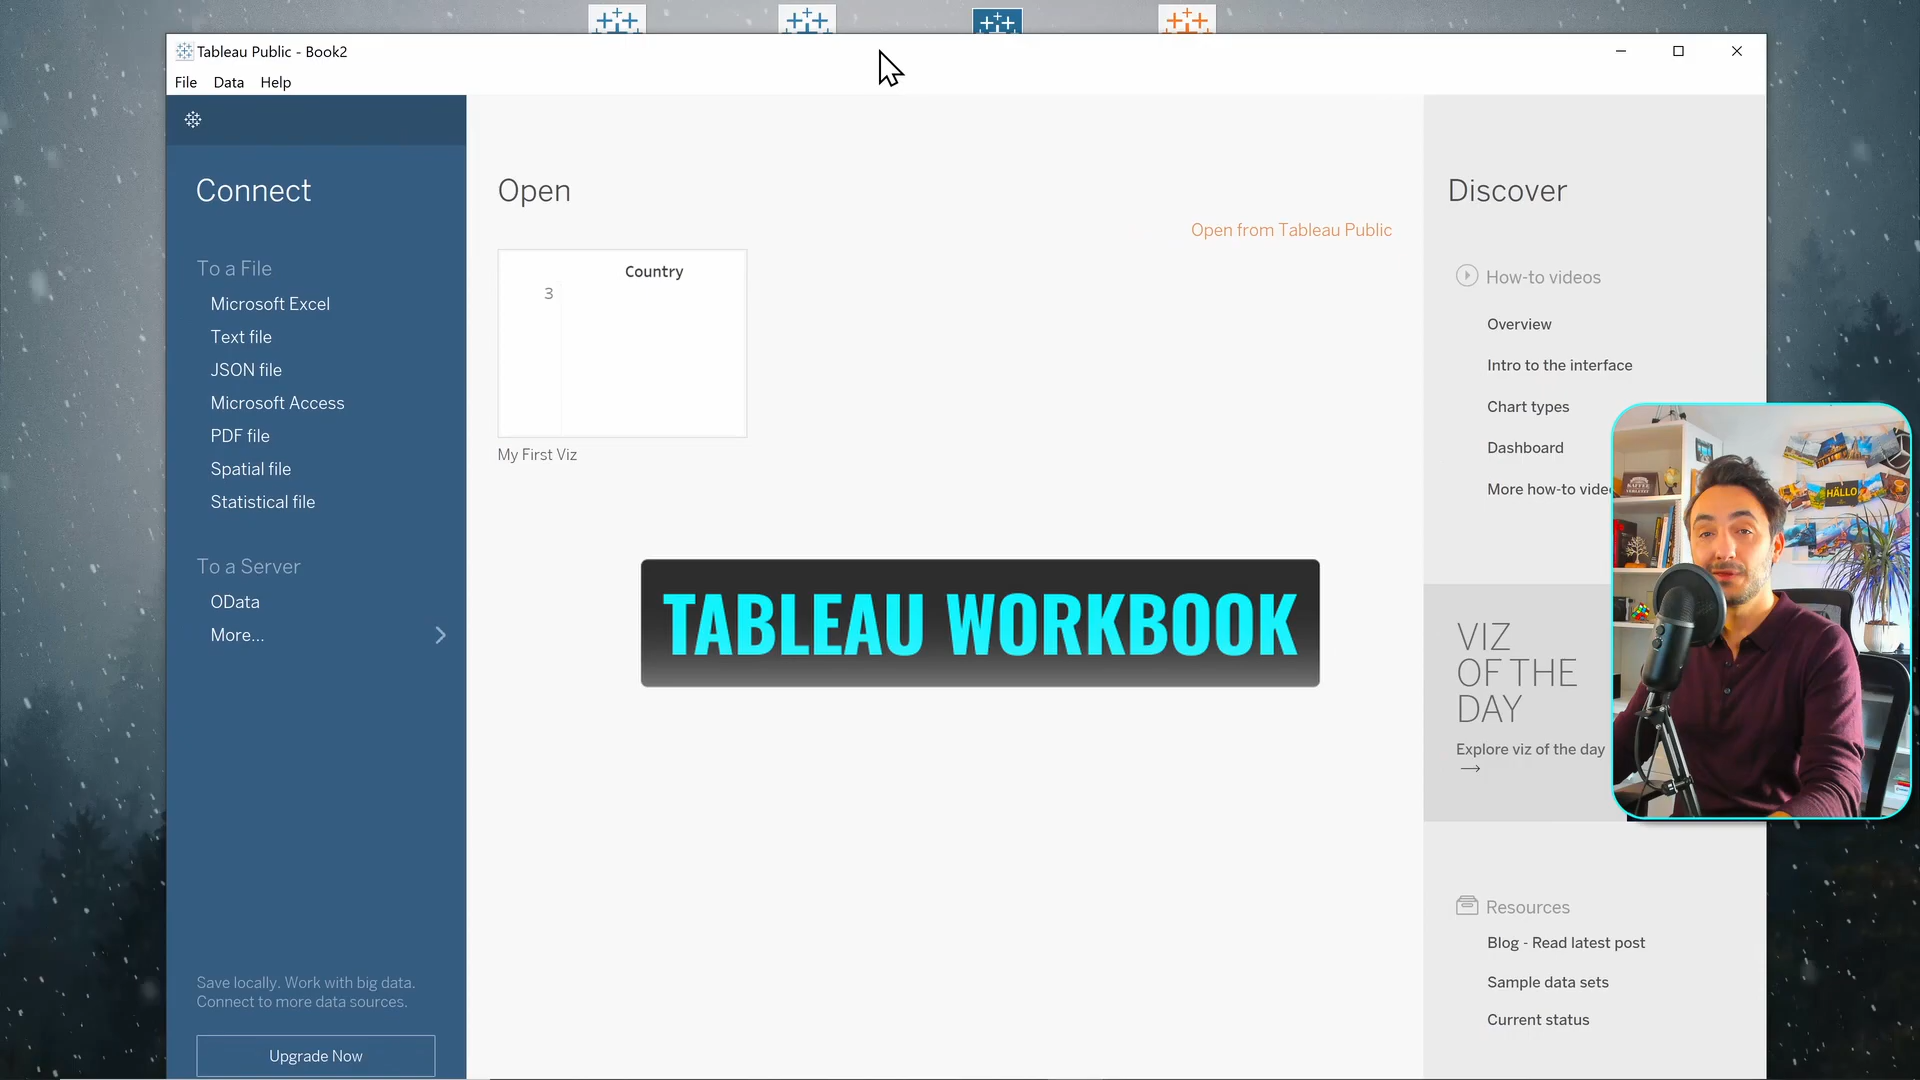 Tableau Public - Book2
File Data Help
Connect
To a File
Microsoft Excel
Text file
JSON file
Microsoft Access
PDF file
Spatial file
Statistical file
To a Server
OData
More...
Save locally. Work with big data.
Connect to more data sources.
Upgrade Now
Open
Open from Tableau Public
Country
3
My First Viz
TABLEAU WORKBOOK
Discover
How-to videos
Overview
Intro to the interface
Chart types
Dashboard
More how-to
VIZ
OF THE
DAY
Explore viz of the day
Resources
Blog - Read latest post
Sample data sets
Current status
HÄLLO